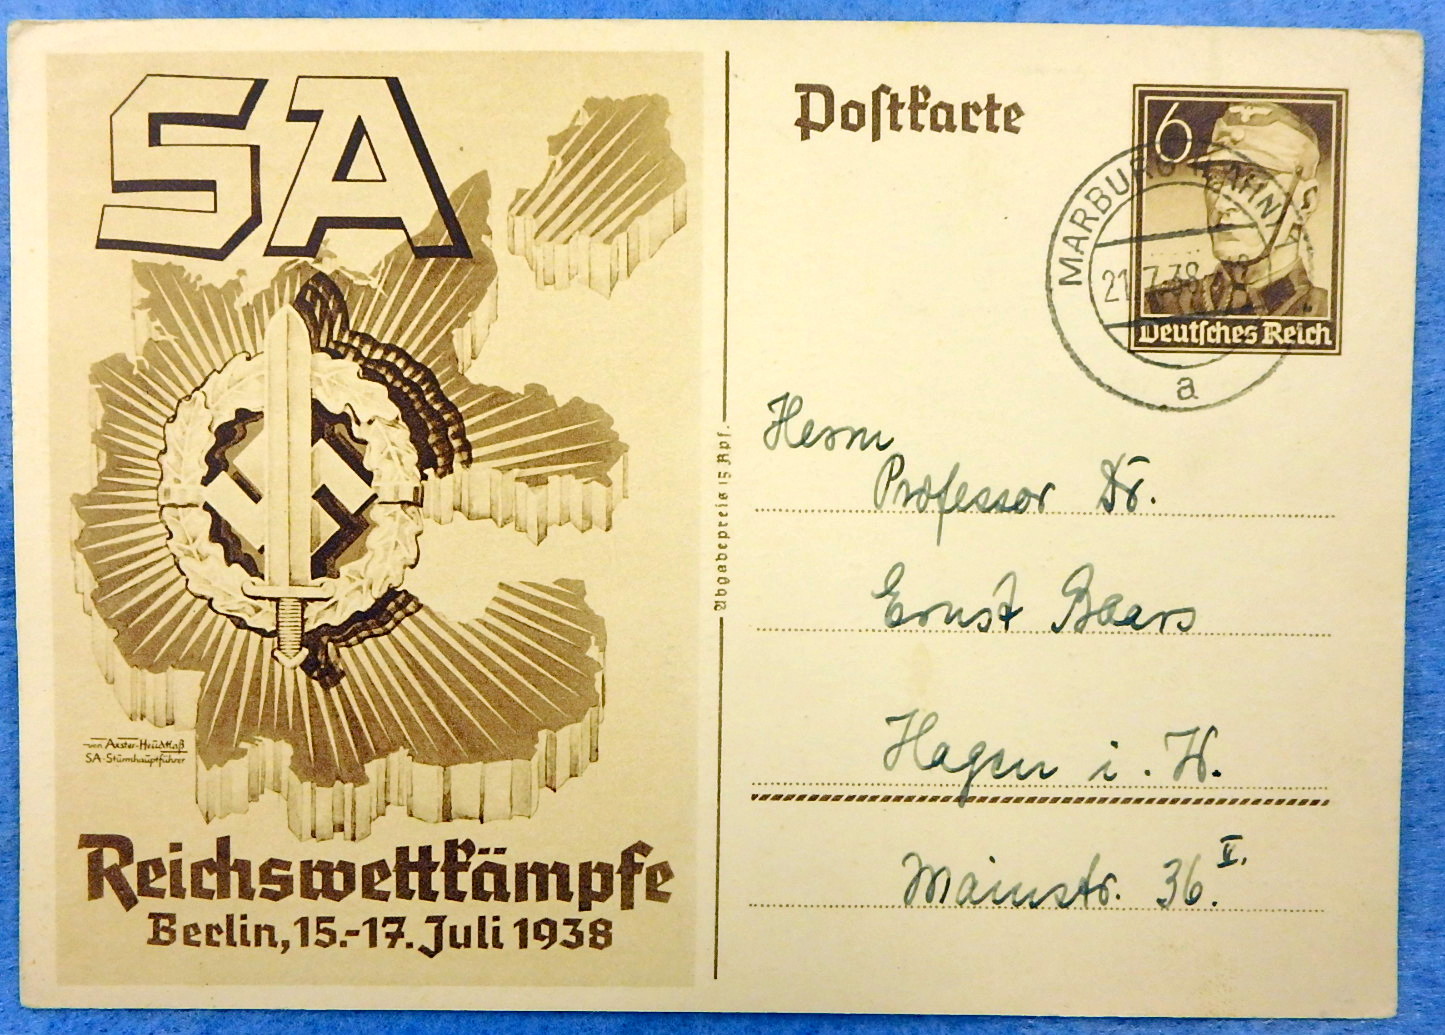 SA
von Axster-Heudtlaß
SA-Sturmhauptführer
Reichswettkämpfe
Berlin, 15.-17. Juli 1938
Abgabepreis 15 Rpf.
Postkarte
6
Deutsches Reich
MARBURG (LAHN)
21.7.38
a
Herrn
Professor Dr.
Ernst Baars
Hagen i. W.
Mainstr. 36 II.